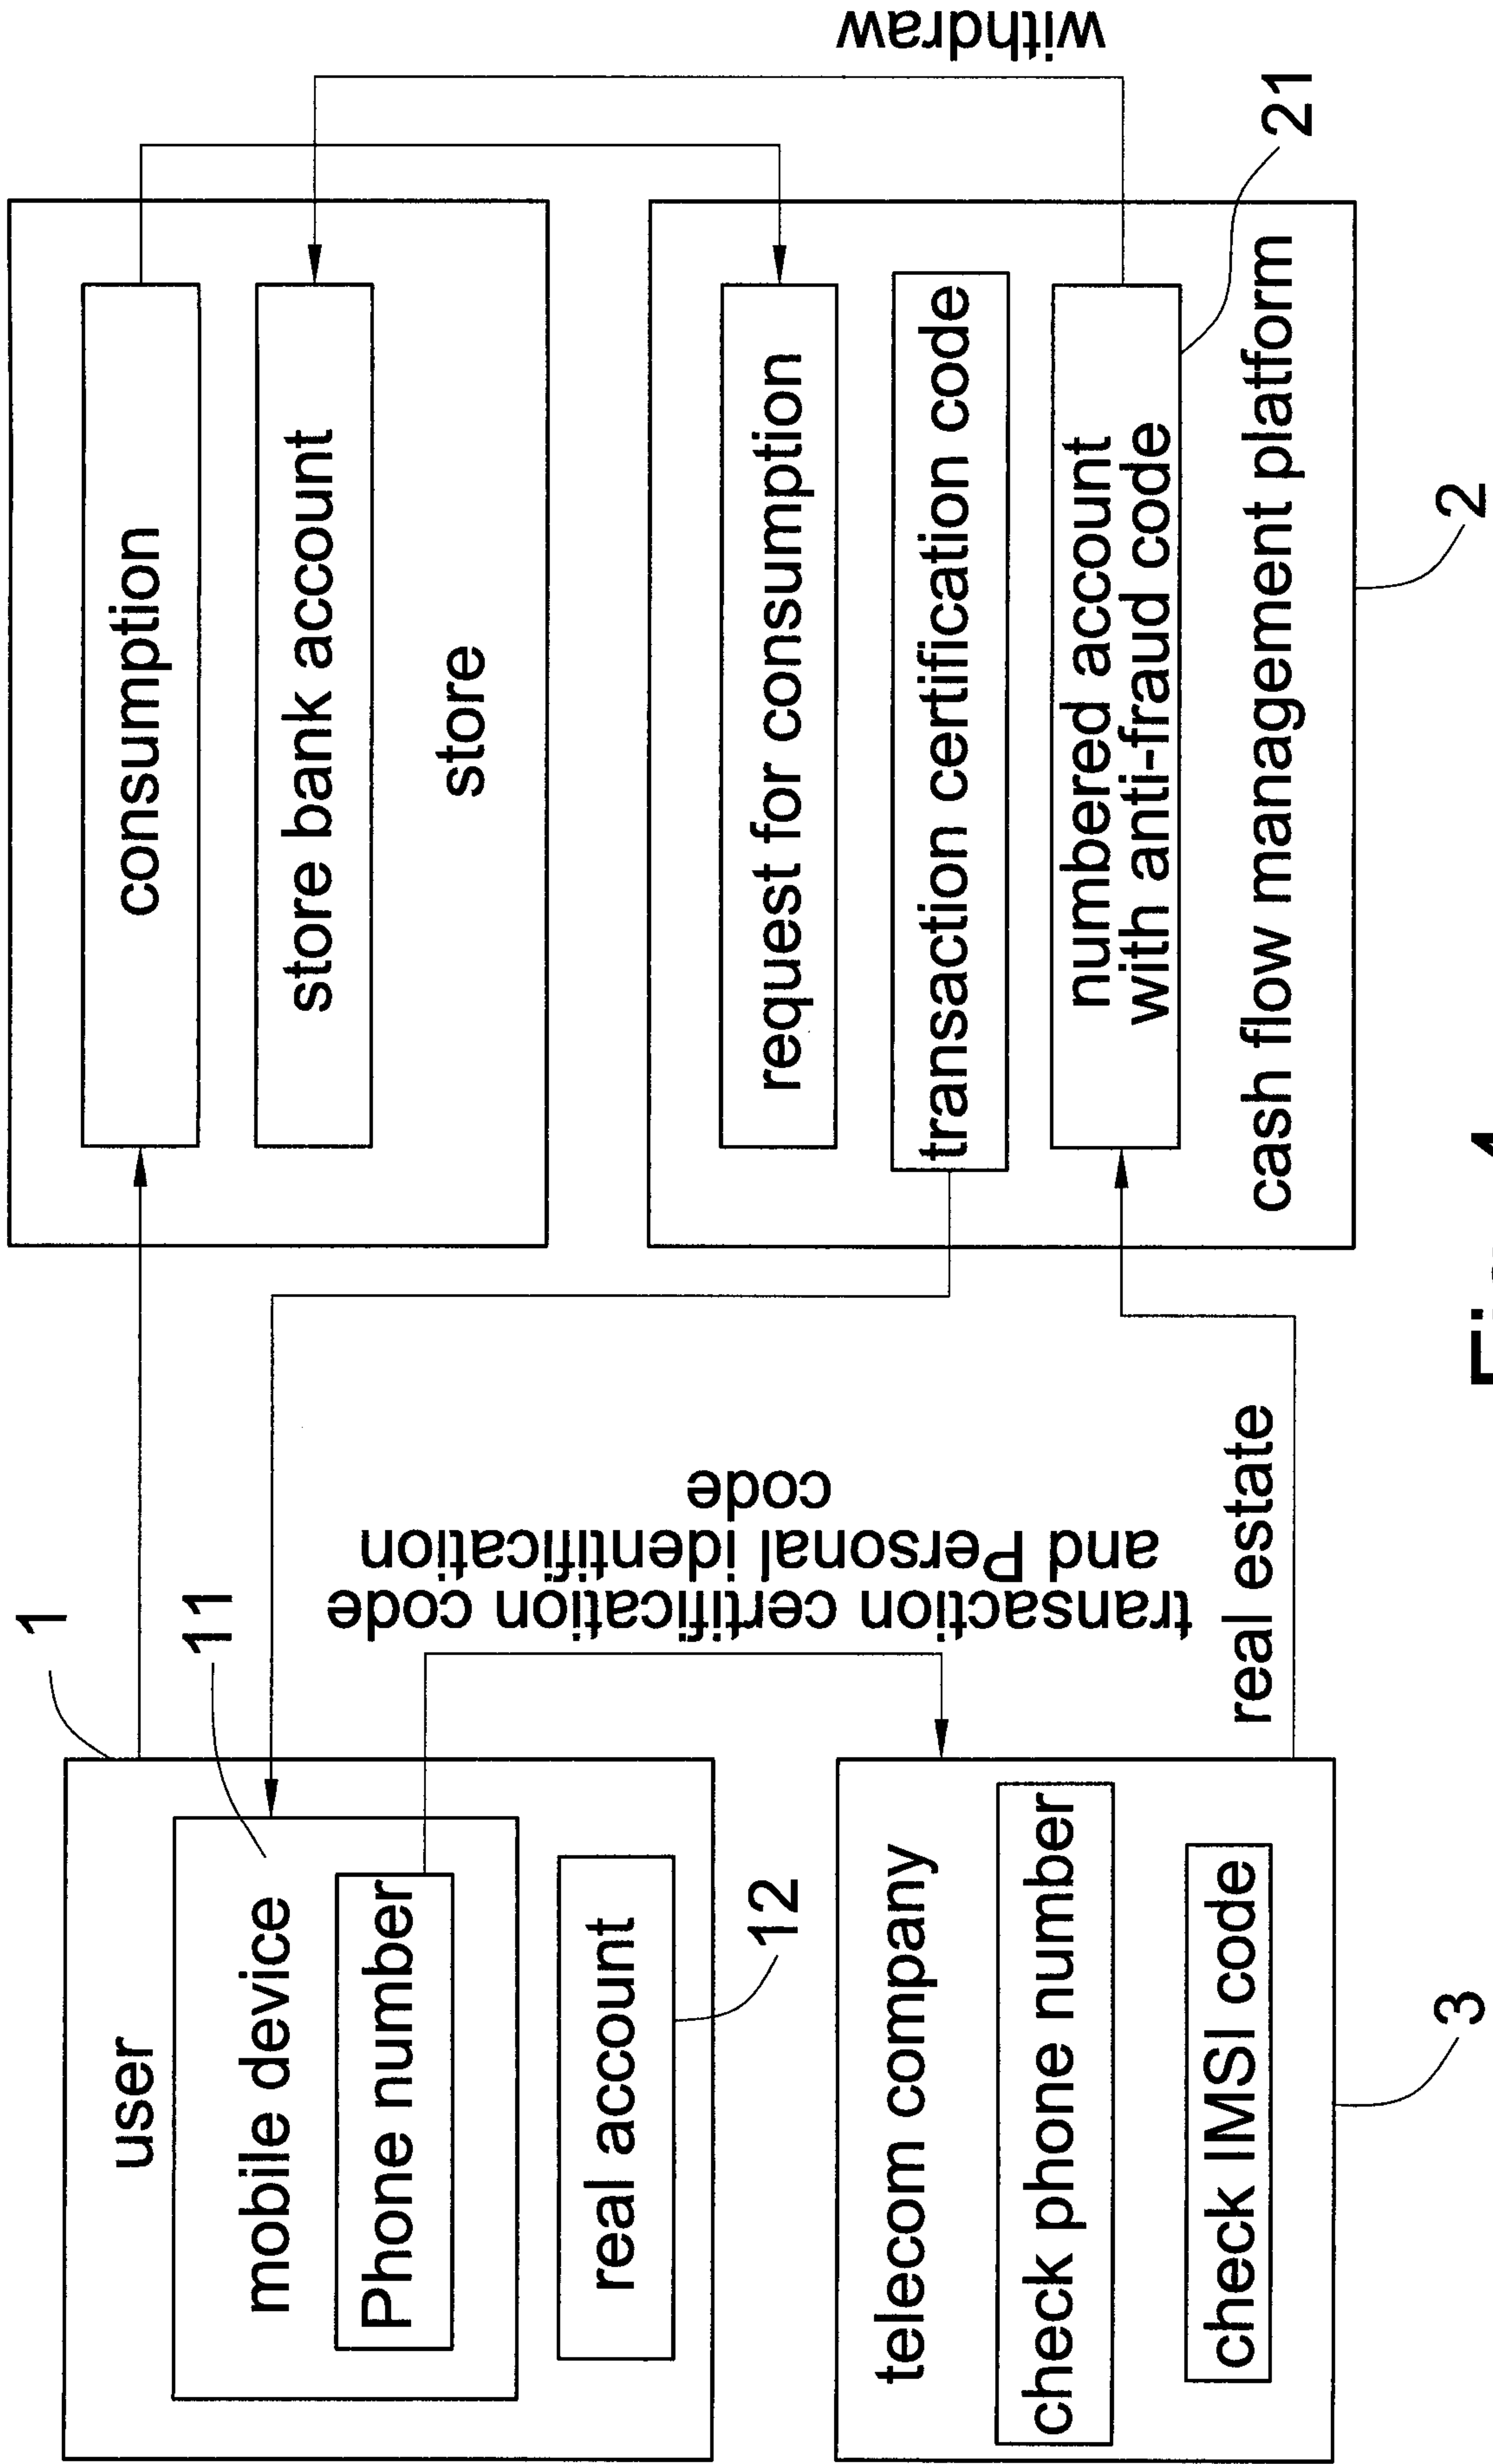 user
1
mobile device
11
Phone number
real account
12
telecom company
check phone number
check IMSI code
3
transaction certification code
and Personal identification
code
real estate
consumption
store bank account
store
request for consumption
transaction certification code
numbered account
with anti-fraud code
21
cash flow management platform
2
withdraw